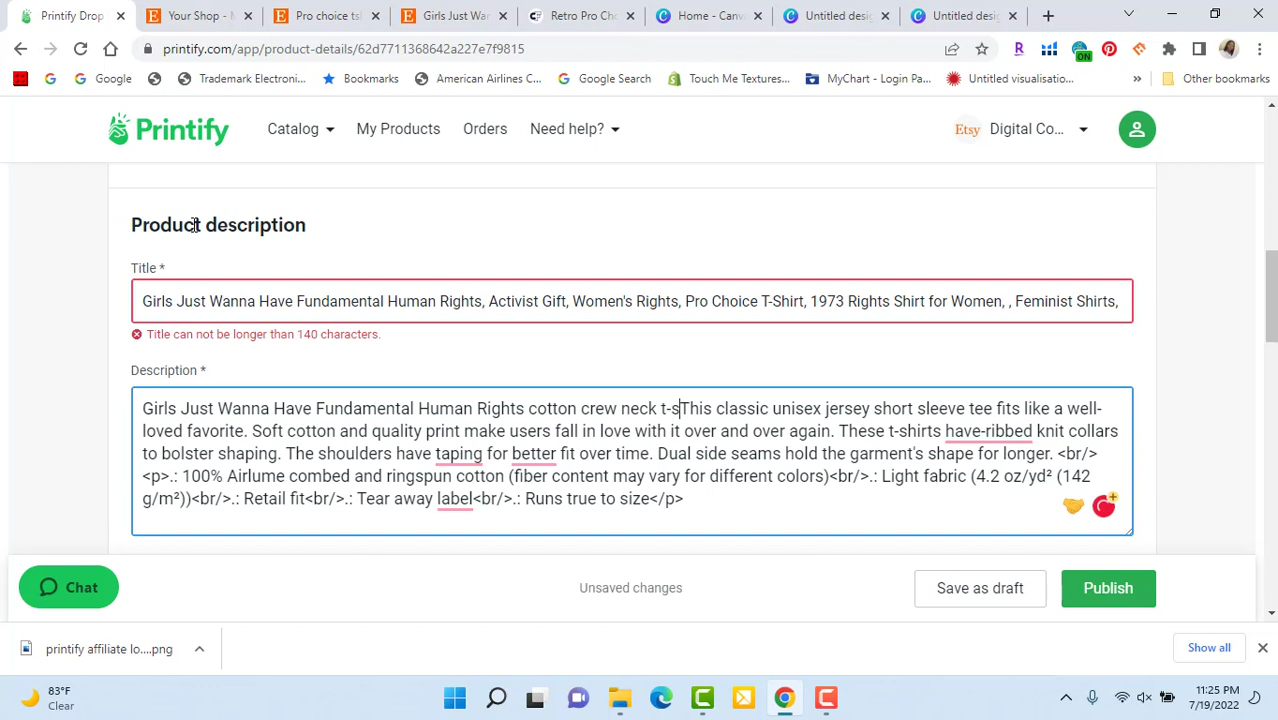 Printify Drop
Your Shop - M
Pro choice tsh
Girls Just Wan
Retro Pro Cho
Home - Canva
Untitled desig
Untitled desig
printify.com/app/product-details/62d7711368642a227e7f9815
Google
Trademark Electroni...
Bookmarks
American Airlines C...
Google Search
Touch Me Textures...
MyChart - Login Pa...
Untitled visualisatio...
»
Other bookmarks
ON
Printify
Catalog
My Products
Orders
Need help?
Etsy
Digital Co...
Product description
Title *
Girls Just Wanna Have Fundamental Human Rights, Activist Gift, Women's Rights, Pro Choice T-Shirt, 1973 Rights Shirt for Women, , Feminist Shirts,
Title can not be longer than 140 characters.
Description *
Girls Just Wanna Have Fundamental Human Rights cotton crew neck t-sThis classic unisex jersey short sleeve tee fits like a well-
loved favorite. Soft cotton and quality print make users fall in love with it over and over again. These t-shirts have-ribbed knit collars
to bolster shaping. The shoulders have taping for better fit over time. Dual side seams hold the garment's shape for longer. <br/>
<p>.: 100% Airlume combed and ringspun cotton (fiber content may vary for different colors)<br/>.: Light fabric (4.2 oz/yd² (142
g/m²))<br/>.: Retail fit<br/>.: Tear away label<br/>.: Runs true to size</p>
Chat
Unsaved changes
Save as draft
Publish
printify affiliate lo....png
Show all
83°F
Clear
11:25 PM
7/19/2022